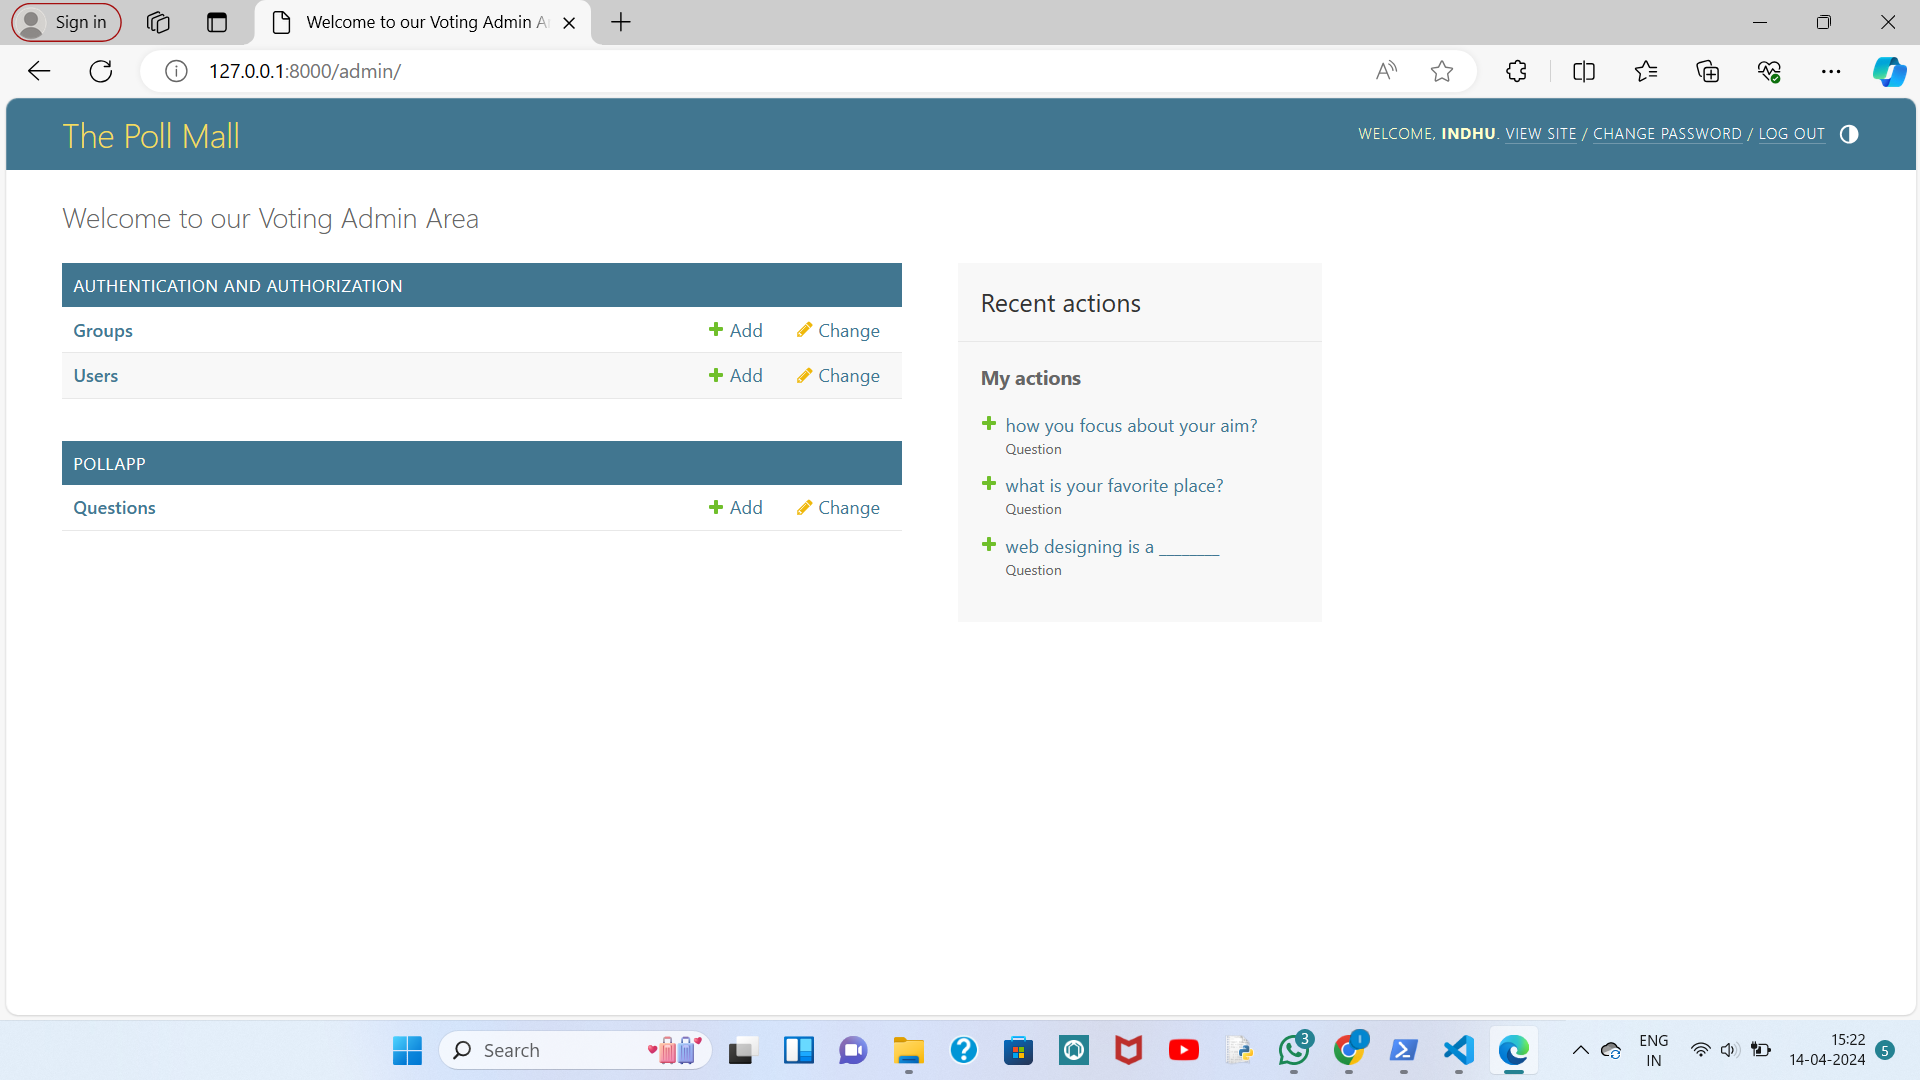 Sign in
Welcome to our Voting Admin A
127.0.0.1:8000/admin/
The Poll Mall
WELCOME, INDHU. VIEW SITE / CHANGE PASSWORD / LOG OUT
Welcome to our Voting Admin Area
AUTHENTICATION AND AUTHORIZATION
Groups Add Change
Users Add Change
POLLAPP
Questions Add Change
Recent actions
My actions
how you focus about your aim?
Question
what is your favorite place?
Question
web designing is a ________
Question
Search
3
ENG
IN
15:22
14-04-2024
5